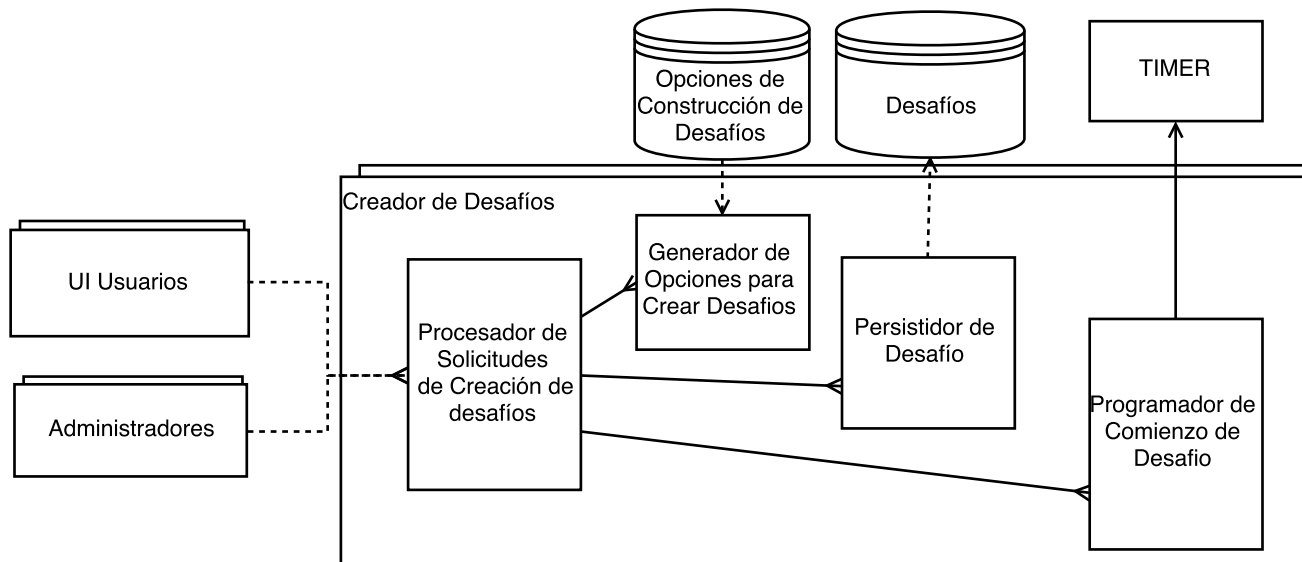 Opciones de
Construcción de
Desafíos
Desafíos
TIMER
Creador de Desafíos
UI Usuarios
Administradores
Procesador de
Solicitudes
de Creación de
desafíos
Generador de
Opciones para
Crear Desafios
Persistidor de
Desafío
Programador de
Comienzo de
Desafio